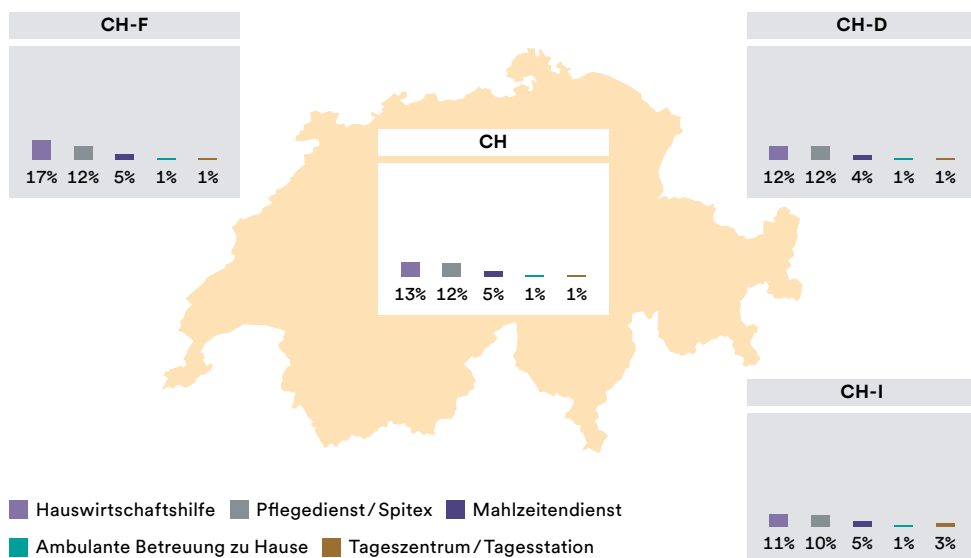 CH-F
17% 12% 5% 1% 1%
CH-D
12% 12% 4% 1% 1%
CH
13% 12% 5% 1% 1%
CH-I
11% 10% 5% 1% 3%
Hauswirtschaftshilfe Pflegedienst/Spitex Mahlzeitendienst
Ambulante Betreuung zu Hause Tageszentrum/Tagesstation